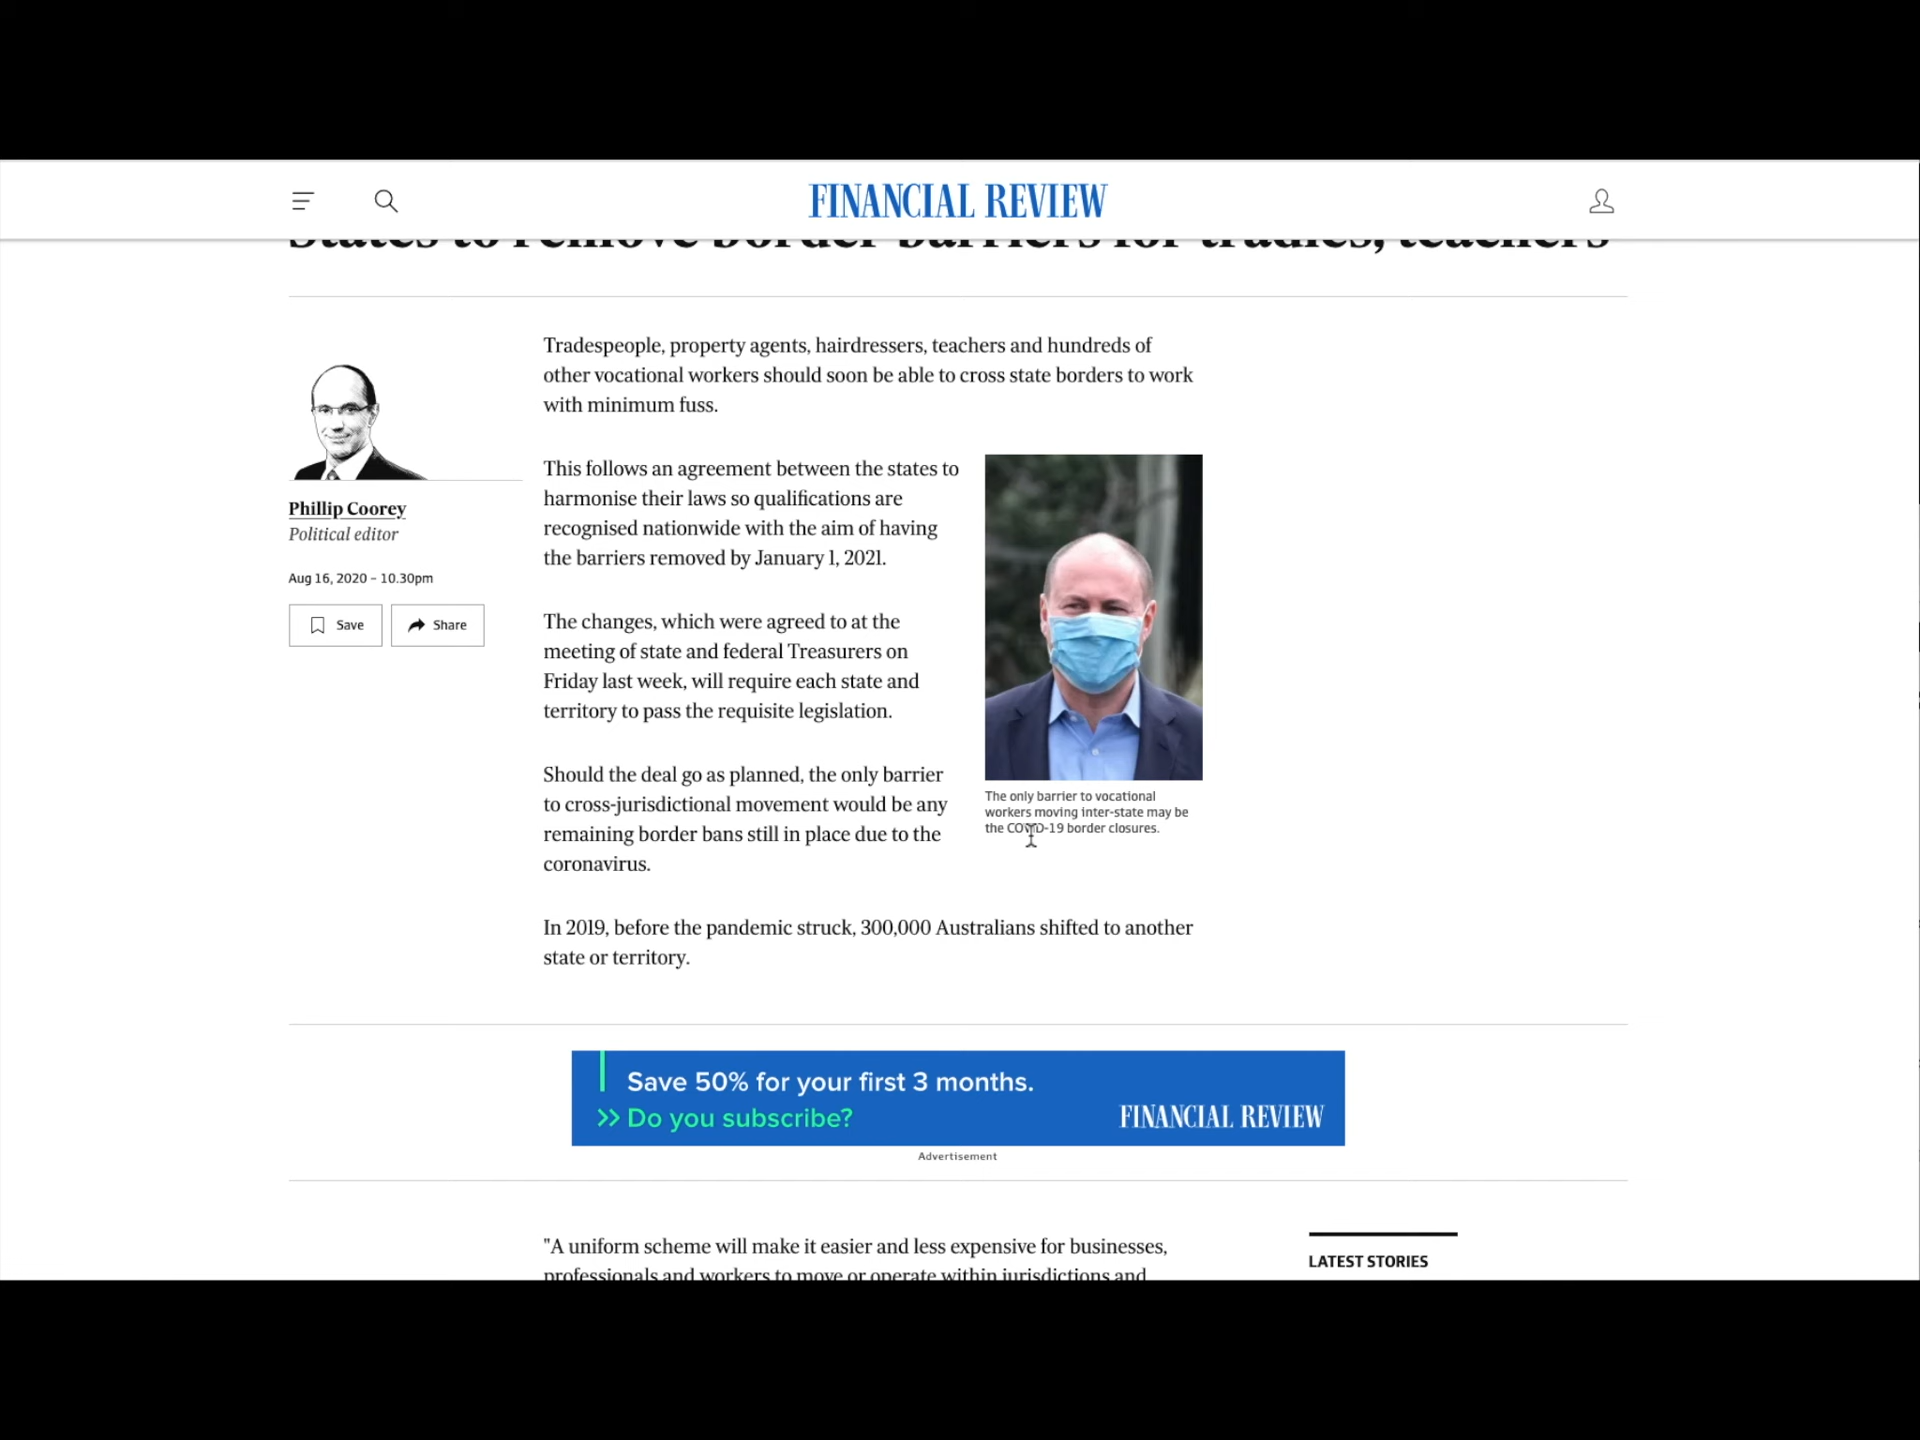 FINANCIAL REVIEW
States to remove border barriers for tradies, teachers
Tradespeople, property agents, hairdressers, teachers and hundreds of
other vocational workers should soon be able to cross state borders to work
with minimum fuss.
Phillip Coorey
Political editor
Aug 16, 2020 – 10.30pm
Save
Share
This follows an agreement between the states to
harmonise their laws so qualifications are
recognised nationwide with the aim of having
the barriers removed by January 1, 2021.
The changes, which were agreed to at the
meeting of state and federal Treasurers on
Friday last week, will require each state and
territory to pass the requisite legislation.
Should the deal go as planned, the only barrier
to cross-jurisdictional movement would be any
remaining border bans still in place due to the
coronavirus.
The only barrier to vocational
workers moving inter-state may be
the COVID-19 border closures.
In 2019, before the pandemic struck, 300,000 Australians shifted to another
state or territory.
Save 50% for your first 3 months.
>> Do you subscribe?
FINANCIAL REVIEW
Advertisement
"A uniform scheme will make it easier and less expensive for businesses,
professionals and workers to move or operate within jurisdictions and
LATEST STORIES